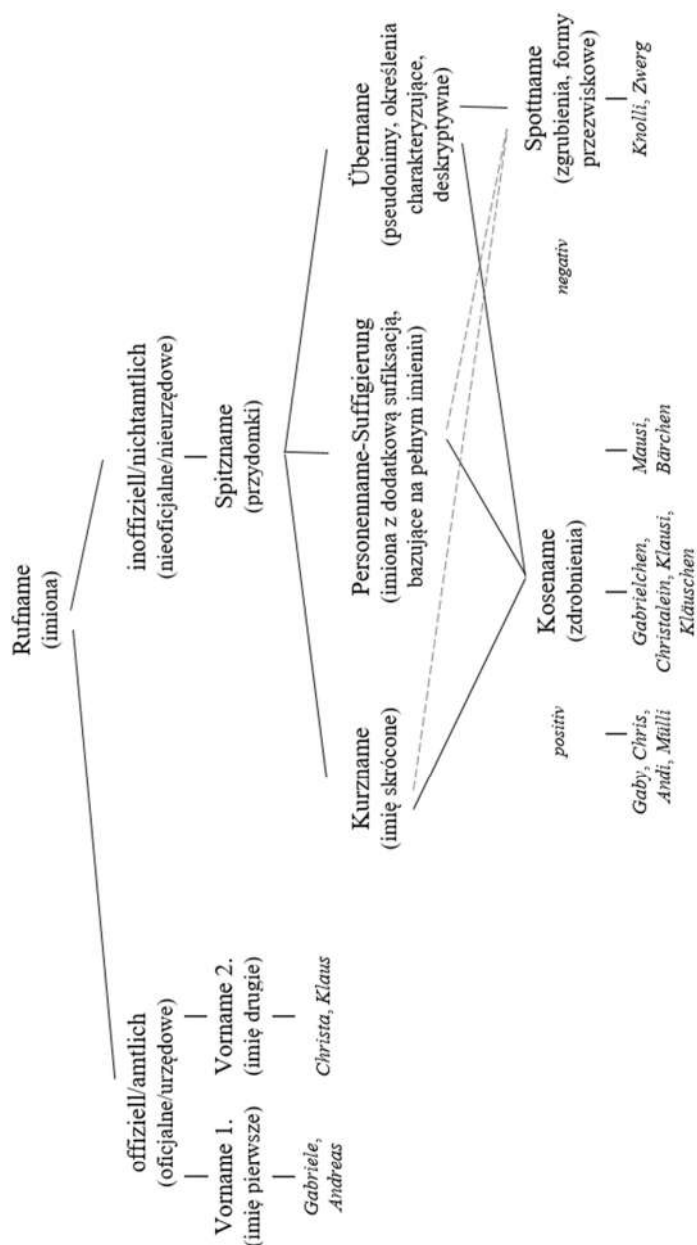 Rufname
(imiona)
offiziell/amtlich
(oficjalne/urzędowe)
inoffiziell/nichtamtlich
(nieoficjalne/nieurzędowe)
Vorname 1.
(imię pierwsze)
Vorname 2.
(imię drugie)
Spitzname
(przydomki)
Gabriele,
Andreas
Christa, Klaus
Kurzname
(imię skrócone)
Personenname-Suffigierung
(imiona z dodatkową sufiksacją,
bazujące na pełnym imieniu)
Übername
(pseudonimy, określenia
charakteryzujące,
deskryptywne)
positiv
Kosename
(zdrobnienia)
negativ
Spottname
(zgrubienia, formy
przezwiskowe)
Gaby, Chris,
Andi, Mülli
Gabrielchen,
Christalein, Klausi,
Kläuschen
Mausi,
Bärchen
Knolli, Zwerg